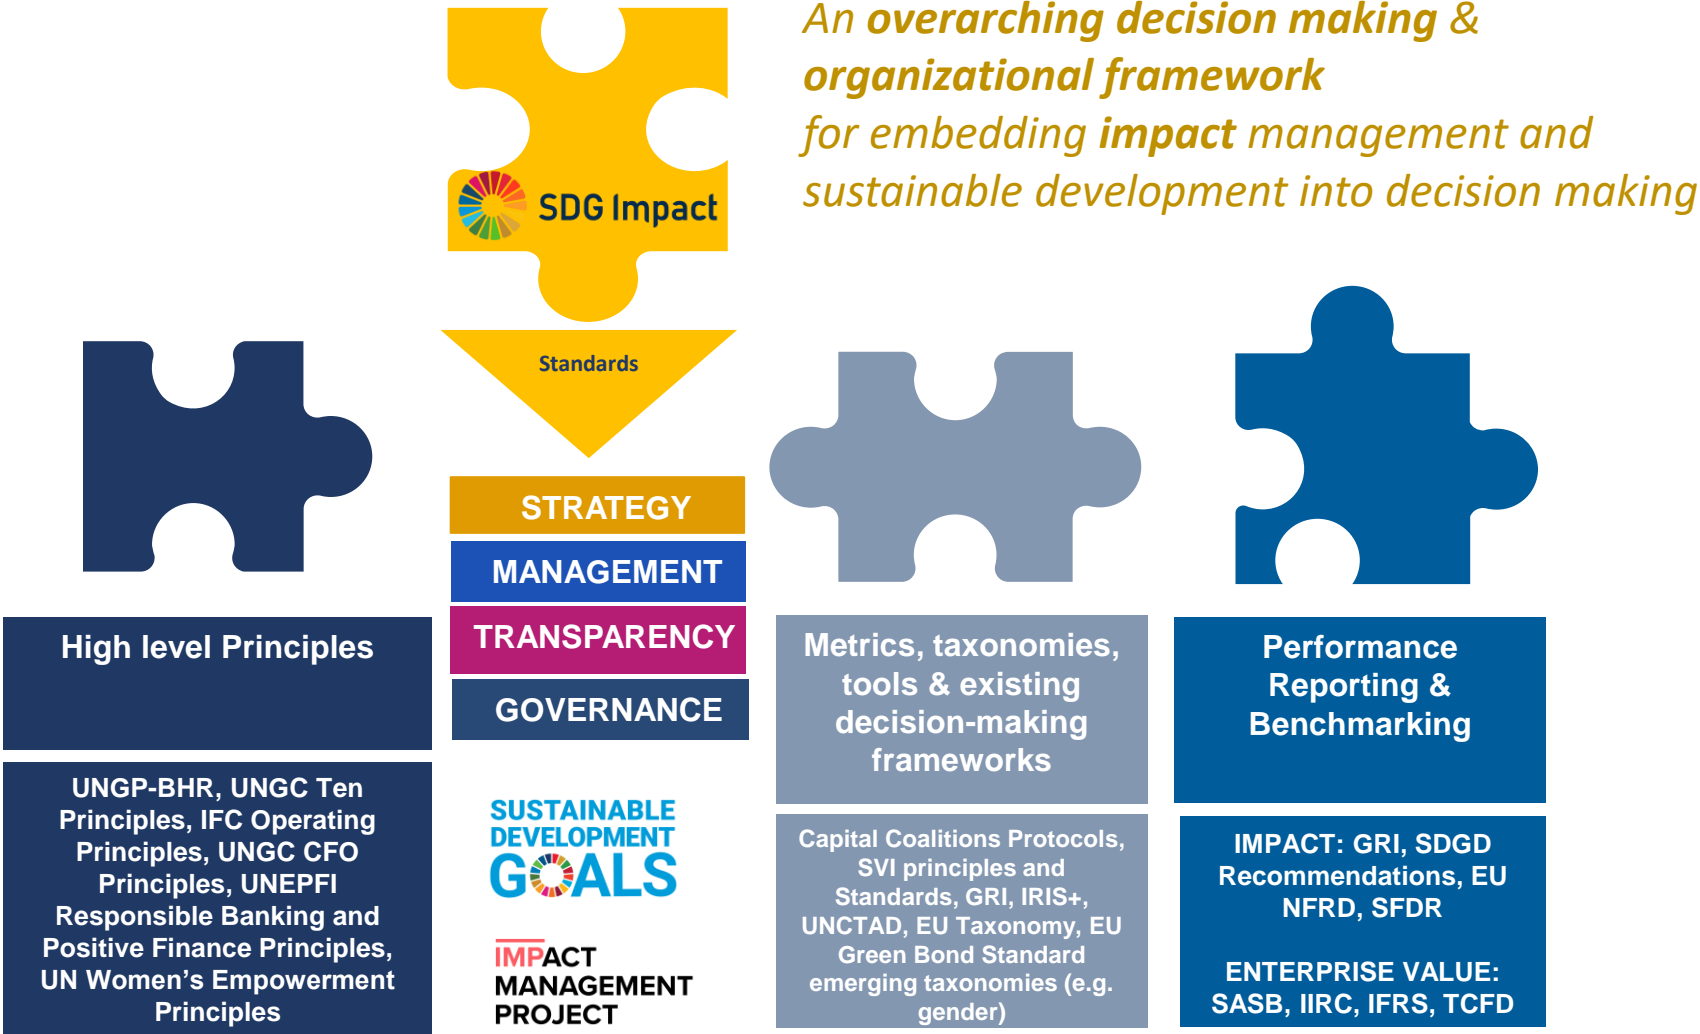 An overarching decision making &
organizational framework
for embedding impact management and
sustainable development into decision making
SDG Impact
Standards
STRATEGY
MANAGEMENT
TRANSPARENCY
GOVERNANCE
SUSTAINABLE
DEVELOPMENT
GOALS
IMPACT
MANAGEMENT
PROJECT
High level Principles
UNGP-BHR, UNGC Ten
Principles, IFC Operating
Principles, UNGC CFO
Principles, UNEPFI
Responsible Banking and
Positive Finance Principles,
UN Women’s Empowerment
Principles
Metrics, taxonomies,
tools & existing
decision-making
frameworks
Capital Coalitions Protocols,
SVI principles and
Standards, GRI, IRIS+,
UNCTAD, EU Taxonomy, EU
Green Bond Standard
emerging taxonomies (e.g.
gender)
Performance
Reporting &
Benchmarking
IMPACT: GRI, SDGD
Recommendations, EU
NFRD, SFDR
ENTERPRISE VALUE:
SASB, IIRC, IFRS, TCFD